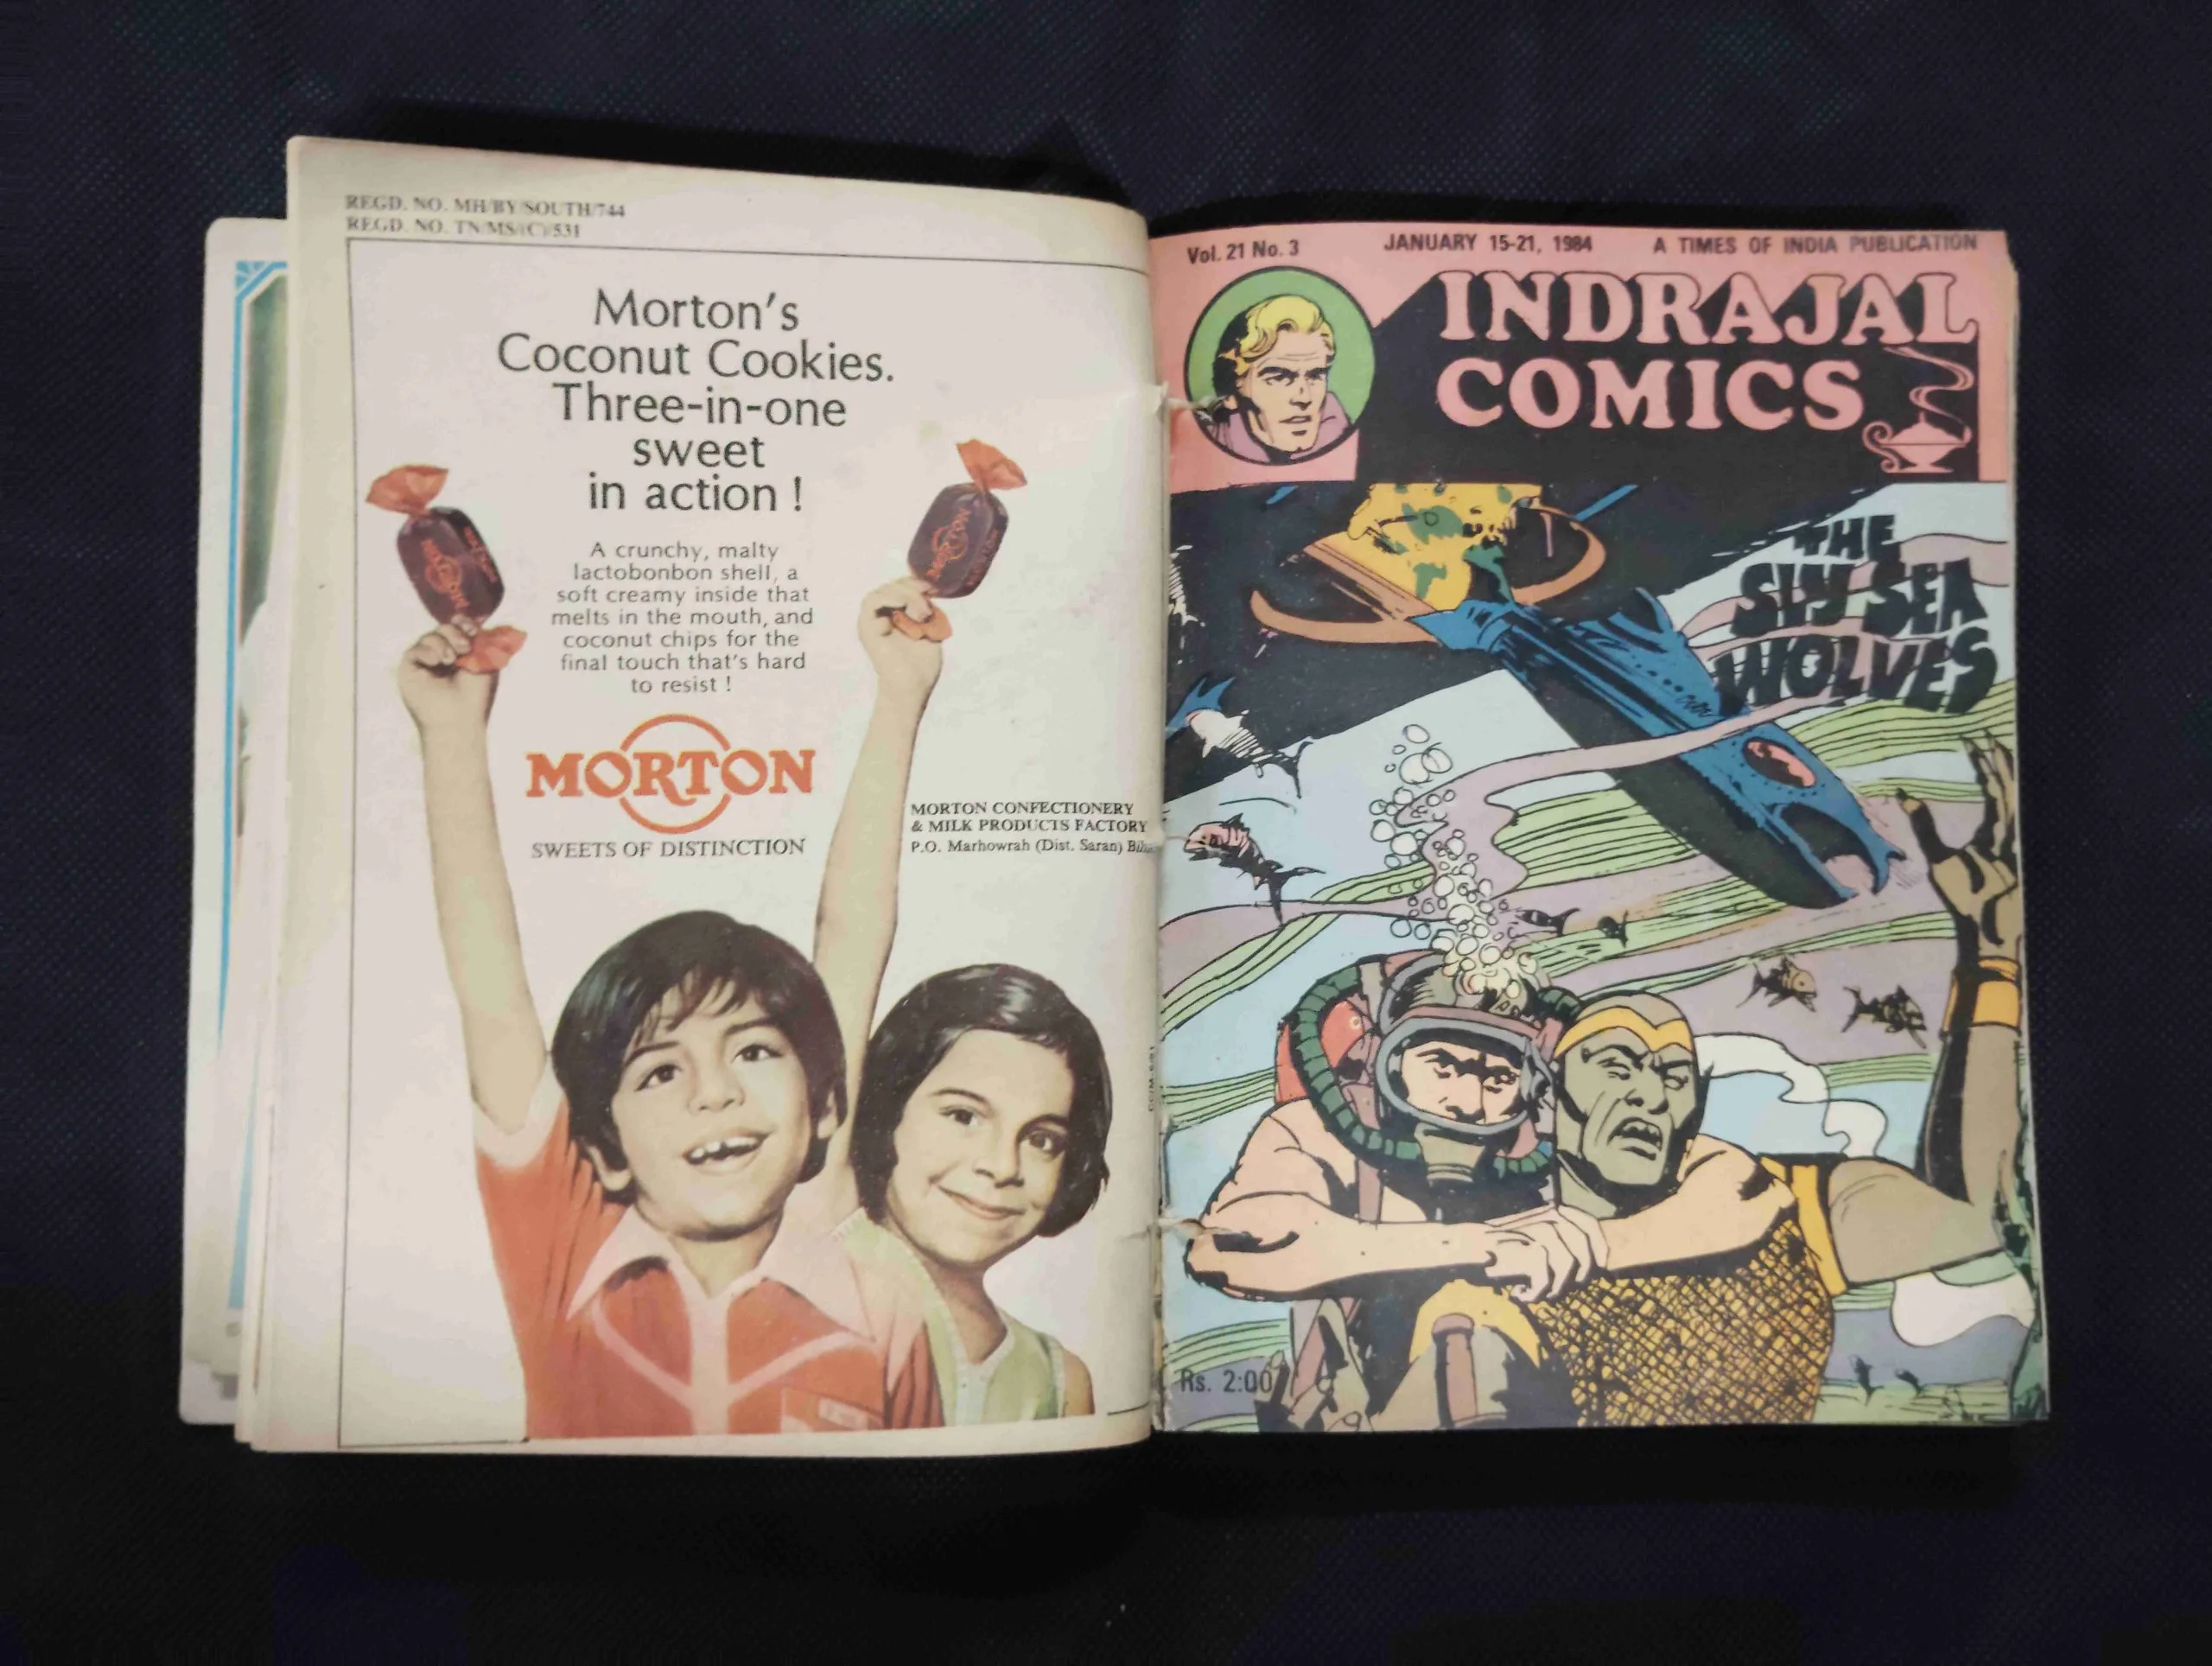 REGD. NO. MH/BY/SOUTH/744
REGD. NO. TN/MS/(C)/531
Morton's
Coconut Cookies.
Three-in-one
sweet
in action !
A crunchy, malty
lactobonbon shell, a
soft creamy inside that
melts in the mouth, and
coconut chips for the
final touch that's hard
to resist !
MORTON
SWEETS OF DISTINCTION
MORTON CONFECTIONERY
& MILK PRODUCTS FACTORY
P.O. Marhowrah (Dist. Saran)
Vol. 21 No. 3
JANUARY 15-21, 1984
A TIMES OF INDIA PUBLICATION
INDRAJAL
COMICS
THE
SLY SEA
WOLVES
Rs. 2:00